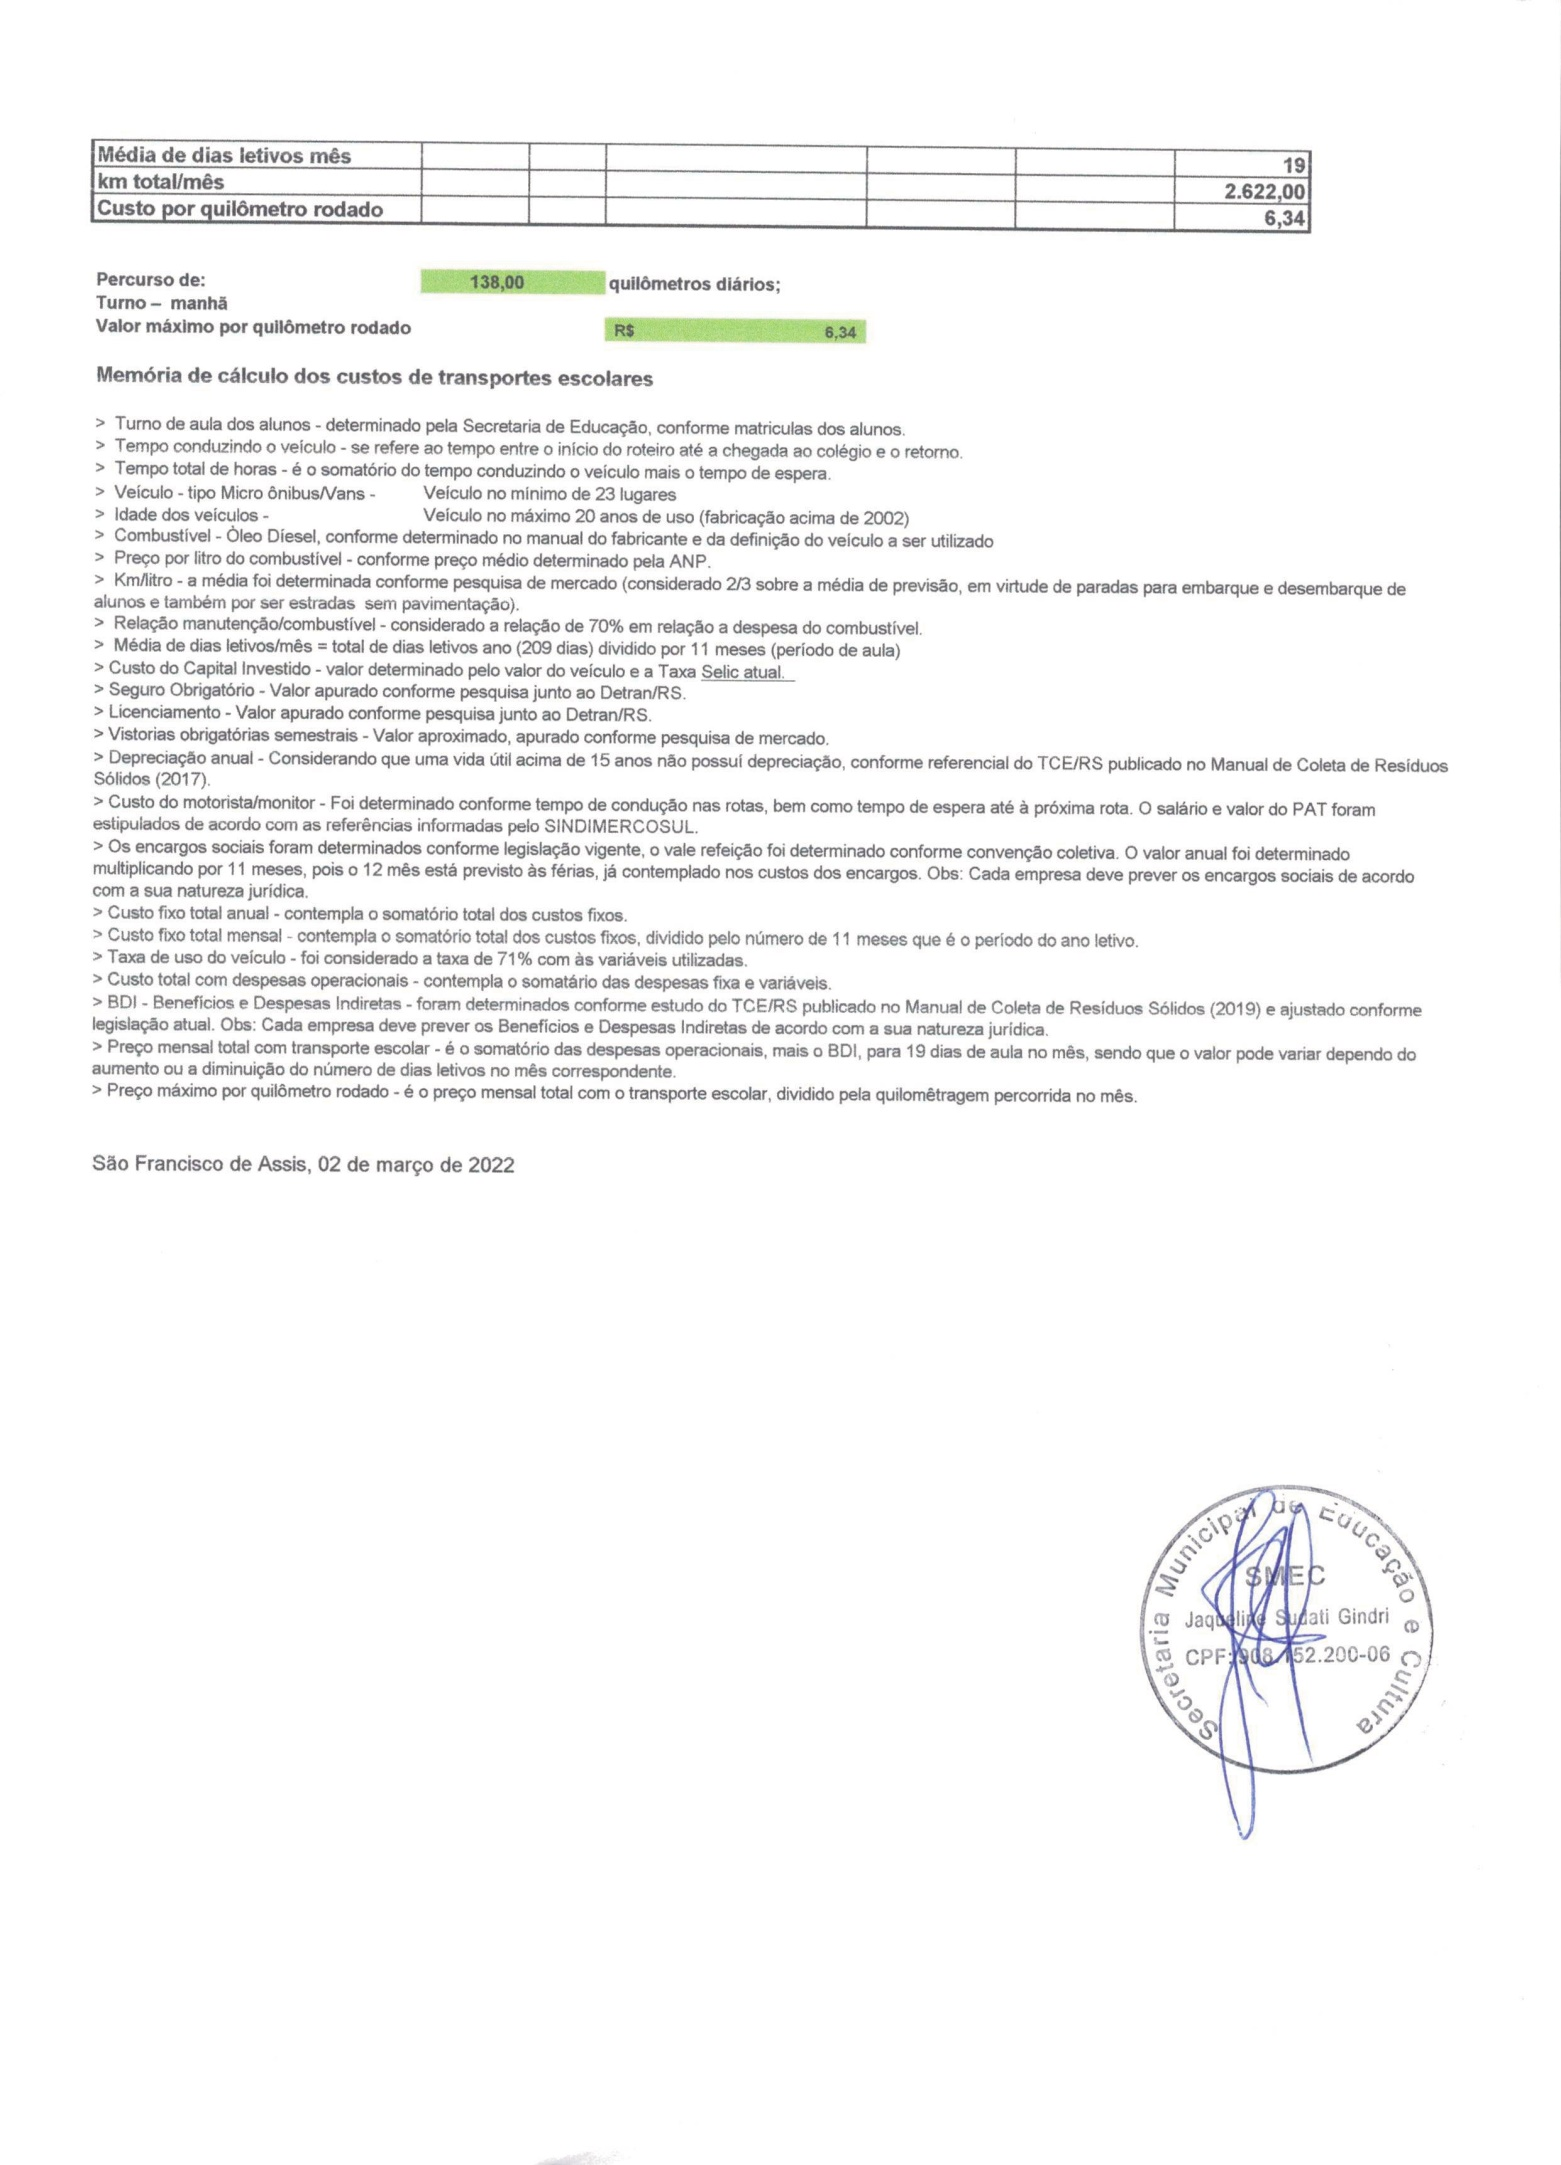 Média de dias letivos mês 19
km total/mês 2.622,00
Custo por quilômetro rodado 6,34
Percurso de: 138,00 quilômetros diários;
Turno – manhã
Valor máximo por quilômetro rodado R$ 6,34
Memória de cálculo dos custos de transportes escolares
> Turno de aula dos alunos - determinado pela Secretaria de Educação, conforme matriculas dos alunos.
> Tempo conduzindo o veículo - se refere ao tempo entre o início do roteiro até a chegada ao colégio e o retorno.
> Tempo total de horas - é o somatório do tempo conduzindo o veículo mais o tempo de espera.
> Veículo - tipo Micro ônibus/Vans - Veículo no mínimo de 23 lugares
> Idade dos veículos - Veículo no máximo 20 anos de uso (fabricação acima de 2002)
> Combustível - Óleo Díesel, conforme determinado no manual do fabricante e da definição do veículo a ser utilizado
> Preço por litro do combustível - conforme preço médio determinado pela ANP.
> Km/litro - a média foi determinada conforme pesquisa de mercado (considerado 2/3 sobre a média de previsão, em virtude de paradas para embarque e desembarque de
alunos e também por ser estradas sem pavimentação).
> Relação manutenção/combustível - considerado a relação de 70% em relação a despesa do combustível.
> Média de dias letivos/mês = total de dias letivos ano (209 dias) dividido por 11 meses (período de aula)
> Custo do Capital Investido - valor determinado pelo valor do veículo e a Taxa Selic atual.
> Seguro Obrigatório - Valor apurado conforme pesquisa junto ao Detran/RS.
> Licenciamento - Valor apurado conforme pesquisa junto ao Detran/RS.
> Vistorias obrigatórias semestrais - Valor aproximado, apurado conforme pesquisa de mercado.
> Depreciação anual - Considerando que uma vida útil acima de 15 anos não possuí depreciação, conforme referencial do TCE/RS publicado no Manual de Coleta de Resíduos
Sólidos (2017).
> Custo do motorista/monitor - Foi determinado conforme tempo de condução nas rotas, bem como tempo de espera até à próxima rota. O salário e valor do PAT foram
estipulados de acordo com as referências informadas pelo SINDIMERCOSUL.
> Os encargos sociais foram determinados conforme legislação vigente, o vale refeição foi determinado conforme convenção coletiva. O valor anual foi determinado
multiplicando por 11 meses, pois o 12 mês está previsto às férias, já contemplado nos custos dos encargos. Obs: Cada empresa deve prever os encargos sociais de acordo
com a sua natureza jurídica.
> Custo fixo total anual - contempla o somatório total dos custos fixos.
> Custo fixo total mensal - contempla o somatório total dos custos fixos, dividido pelo número de 11 meses que é o período do ano letivo.
> Taxa de uso do veículo - foi considerado a taxa de 71% com às variáveis utilizadas.
> Custo total com despesas operacionais - contempla o somatário das despesas fixa e variáveis.
> BDI - Benefícios e Despesas Indiretas - foram determinados conforme estudo do TCE/RS publicado no Manual de Coleta de Resíduos Sólidos (2019) e ajustado conforme
legislação atual. Obs: Cada empresa deve prever os Benefícios e Despesas Indiretas de acordo com a sua natureza jurídica.
> Preço mensal total com transporte escolar - é o somatório das despesas operacionais, mais o BDI, para 19 dias de aula no mês, sendo que o valor pode variar dependo do
aumento ou a diminuição do número de dias letivos no mês correspondente.
> Preço máximo por quilômetro rodado - é o preço mensal total com o transporte escolar, dividido pela quilomêtragem percorrida no mês.
São Francisco de Assis, 02 de março de 2022
Secretaria Municipal de Educação e Cultura
SMEC
Jaqueline Sudati Gindri
CPF: 908.152.200-06